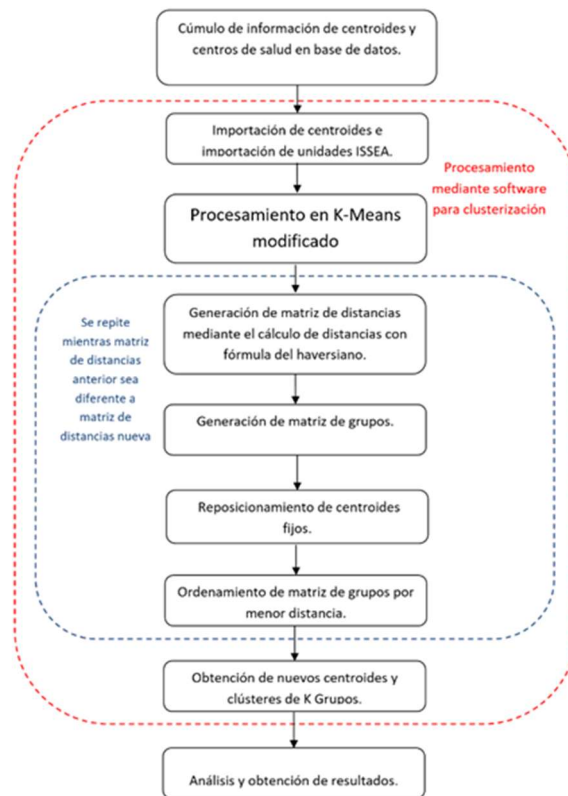 Cúmulo de información de centroides y
centros de salud en base de datos.
Importación de centroides e
importación de unidades ISSEA.
Procesamiento
mediante software
para clusterización
Procesamiento en K-Means
modificado
Se repite
mientras matriz
de distancias
anterior sea
diferente a
matriz de
distancias nueva
Generación de matriz de distancias
mediante el cálculo de distancias con
fórmula del haversiano.
Generación de matriz de grupos.
Reposicionamiento de centroides
fijos.
Ordenamiento de matriz de grupos por
menor distancia.
Obtención de nuevos centroides y
clústeres de K Grupos.
Análisis y obtención de resultados.